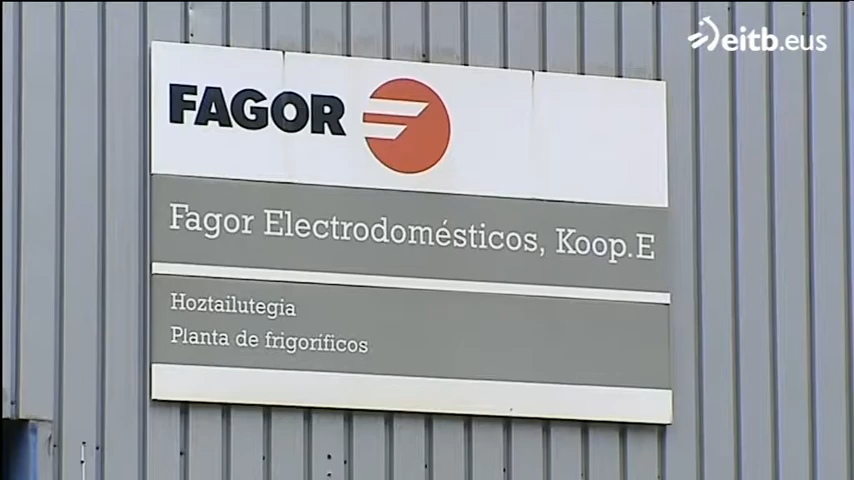 eitb.eus
FAGOR
Fagor Electrodomésticos, Koop.E
Hoztailutegia
Planta de frigoríficos